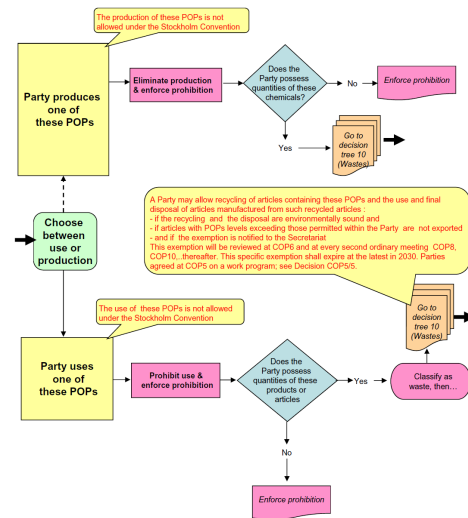 The production of these POPs is not
allowed under the Stockholm Convention
Party produces
one of
these POPs
Eliminate production
& enforce prohibition
Does the
Party possess
quantities of these
chemicals?
No
Enforce prohibition
Yes
Go to
decision
tree 10
(Wastes)
A Party may allow recycling of articles containing these POPs and the use and final
disposal of articles manufactured from such recycled articles :
- if the recycling and the disposal are environmentally sound and
- if articles with POPs levels exceeding those permitted within the Party are not exported
- and if the exemption is notified to the Secretariat
This exemption will be reviewed at COP6 and at every second ordinary meeting COP8,
COP10,..thereafter. This specific exemption shall expire at the latest in 2030. Parties
agreed at COP5 on a work program; see Decision COP5/5.
Choose
between
use or
production
The use of these POPs is not allowed
under the Stockholm Convention
Go to
decision
tree 10
(Wastes)
Party uses
one of
these POPs
Prohibit use &
enforce prohibition
Does the
Party possess
quantities of these
products or
articles
Yes
Classify as
waste, then…
No
Enforce prohibition